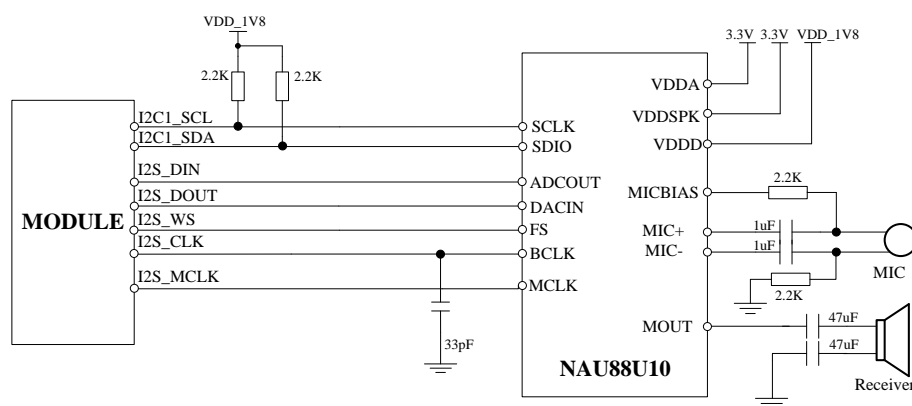 VDD_1V8
3.3V 3.3V VDD_1V8
2.2K 2.2K
VDDA
VDDSPK
VDDD
I2C1_SCL
SCLK
I2C1_SDA
SDIO
I2S_DIN
ADCOUT
I2S_DOUT
DACIN
MODULE
I2S_WS
FS
I2S_CLK
BCLK
I2S_MCLK
MCLK
33pF
MICBIAS
2.2K
MIC+
1uF
MIC-
1uF
MIC
2.2K
MOUT
47uF
47uF
Receiver
NAU88U10